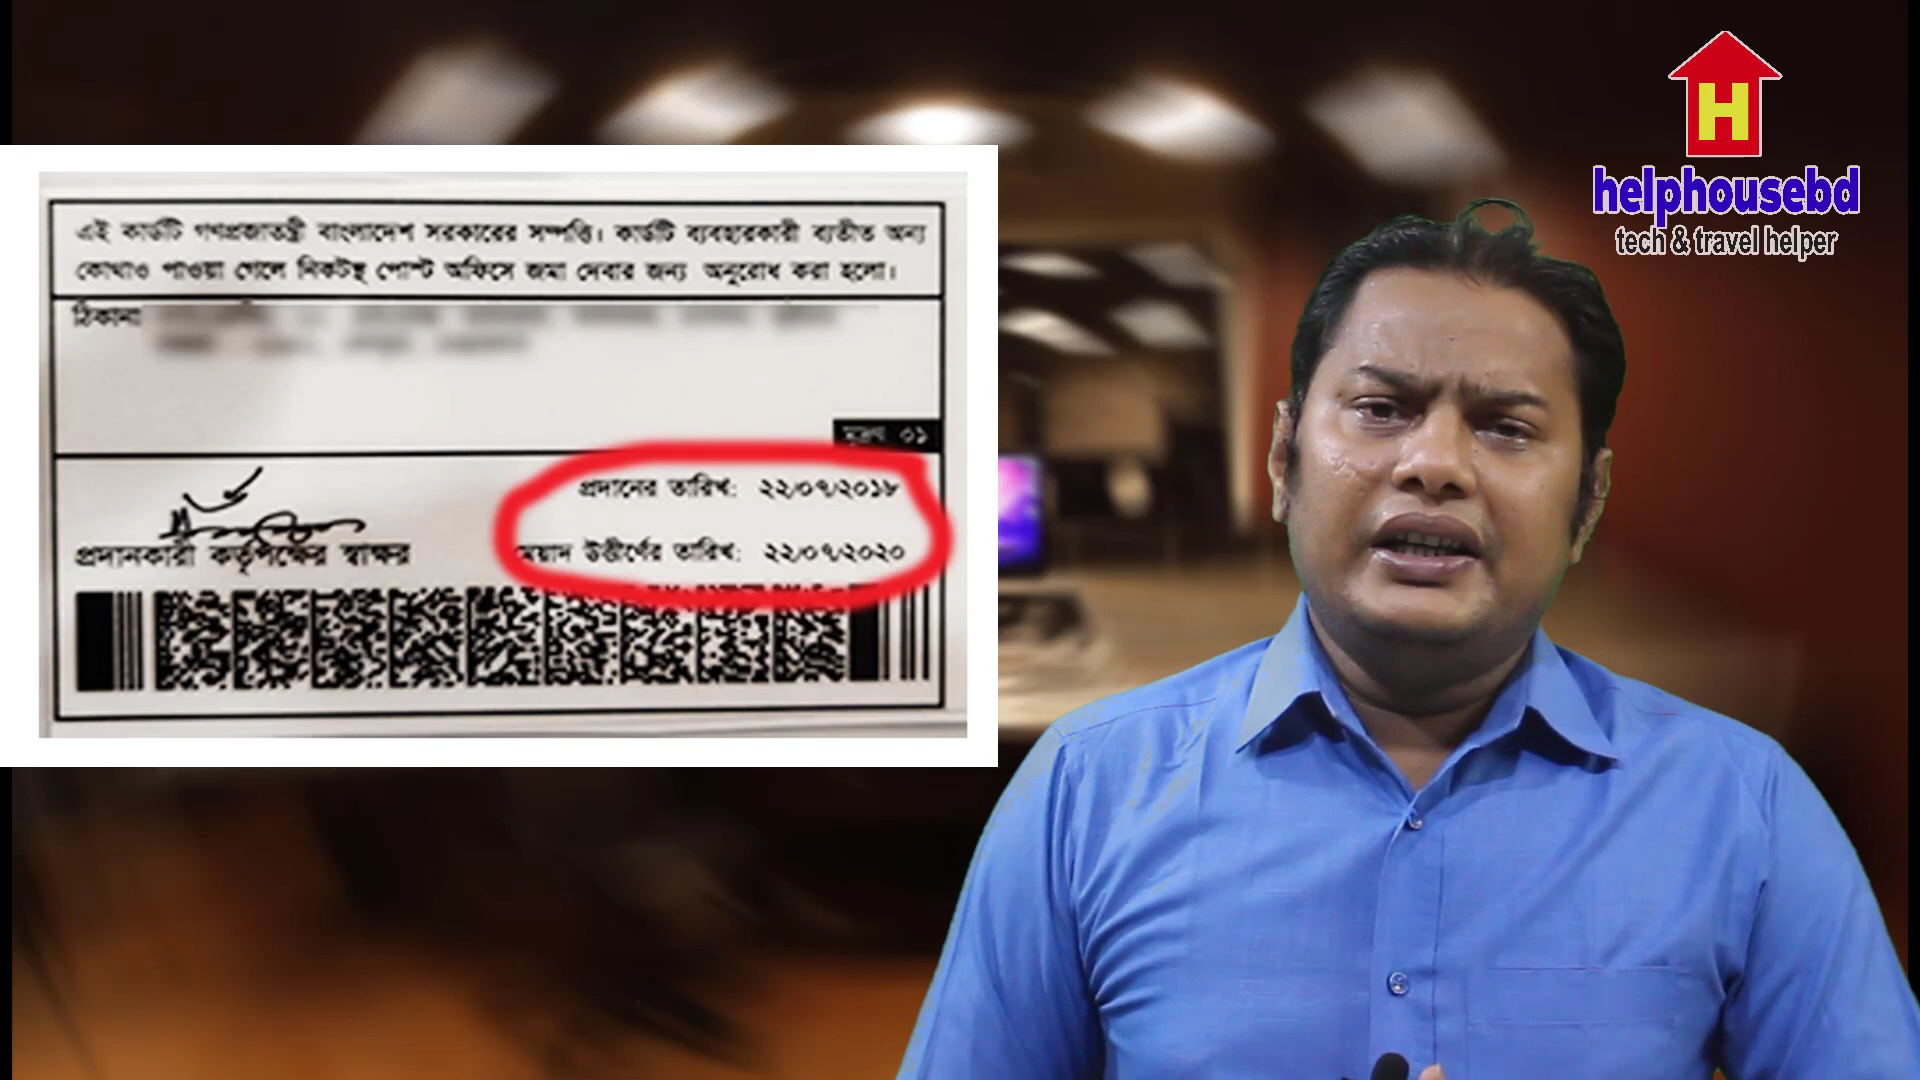 এই কার্ডটি গণপ্রজাতন্ত্রী বাংলাদেশ সরকারের সম্পত্তি। কার্ডটি ব্যবহারকারী ব্যতীত অন্য
কোথাও পাওয়া গেলে নিকটস্থ পোস্ট অফিসে জমা দেবার জন্য অনুরোধ করা হলো।
ঠিকানা
মুদ্রণ: ০১
প্রদানের তারিখ: ২২/০৭/২০১৮
প্রদানকারী কর্তৃপক্ষের স্বাক্ষর
মেয়াদ উত্তীর্ণের তারিখ: ২২/০৭/২০২০
H
helphousebd
tech & travel helper